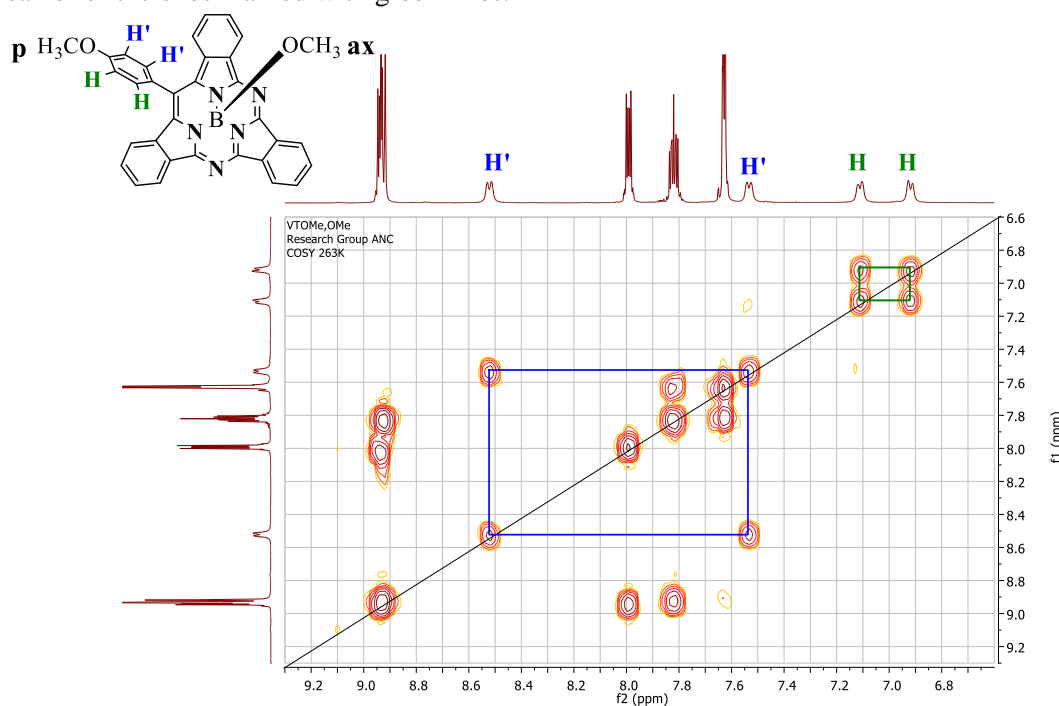 p H₃CO H' OCH₃ ax
H'
H
H
N N
B
N N
N
H' H' H H
VTOMe,OMe
Research Group ANC
COSY 263K
6.6
6.8
7.0
7.2
7.4
7.6
7.8
8.0
8.2
8.4
8.6
8.8
9.0
9.2
f1 (ppm)
9.2 9.0 8.8 8.6 8.4 8.2 8.0 7.8 7.6 7.4 7.2 7.0 6.8
f2 (ppm)